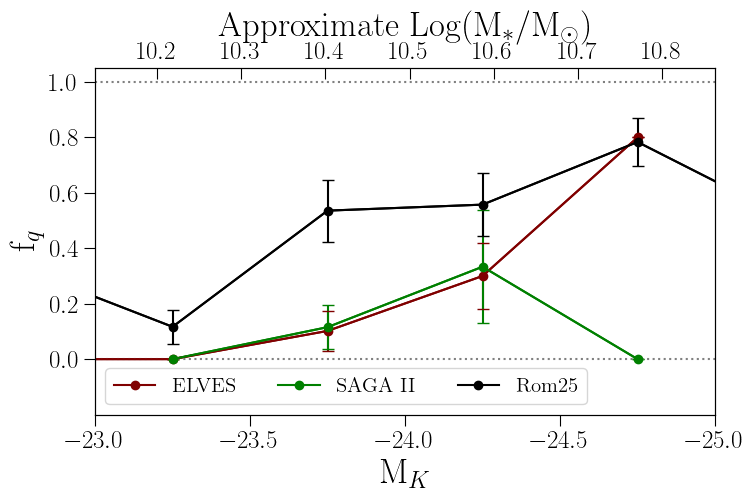 Approximate Log(M*/M☉)
10.2 10.3 10.4 10.5 10.6 10.7 10.8
1.0
0.8
0.6
f_q
0.4
0.2
0.0
ELVES SAGA II Rom25
−23.0 −23.5 −24.0 −24.5 −25.0
M_K